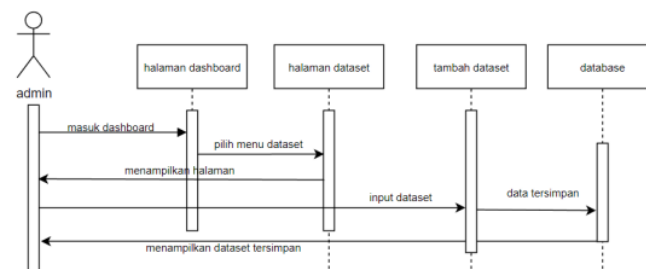 halaman dashboard
halaman dataset
tambah dataset
database
admin
masuk dashboard
pilih menu dataset
menampilkan halaman
input dataset
data tersimpan
menampilkan dataset tersimpan